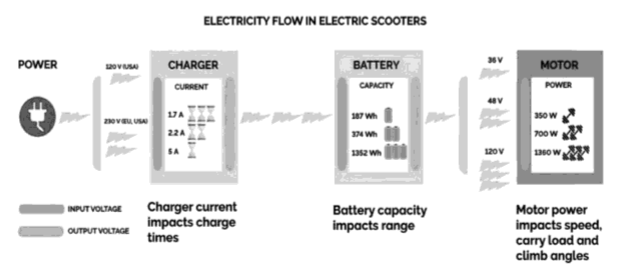 ELECTRICITY FLOW IN ELECTRIC SCOOTERS
POWER
120 V (USA)
230 V (EU, USA)
CHARGER
CURRENT
1.7 A
2.2 A
5 A
BATTERY
CAPACITY
187 Wh
374 Wh
1352 Wh
36 V
48 V
120 V
MOTOR
POWER
350 W
700 W
1360 W
INPUT VOLTAGE
OUTPUT VOLTAGE
Charger current
impacts charge
times
Battery capacity
impacts range
Motor power
impacts speed,
carry load and
climb angles